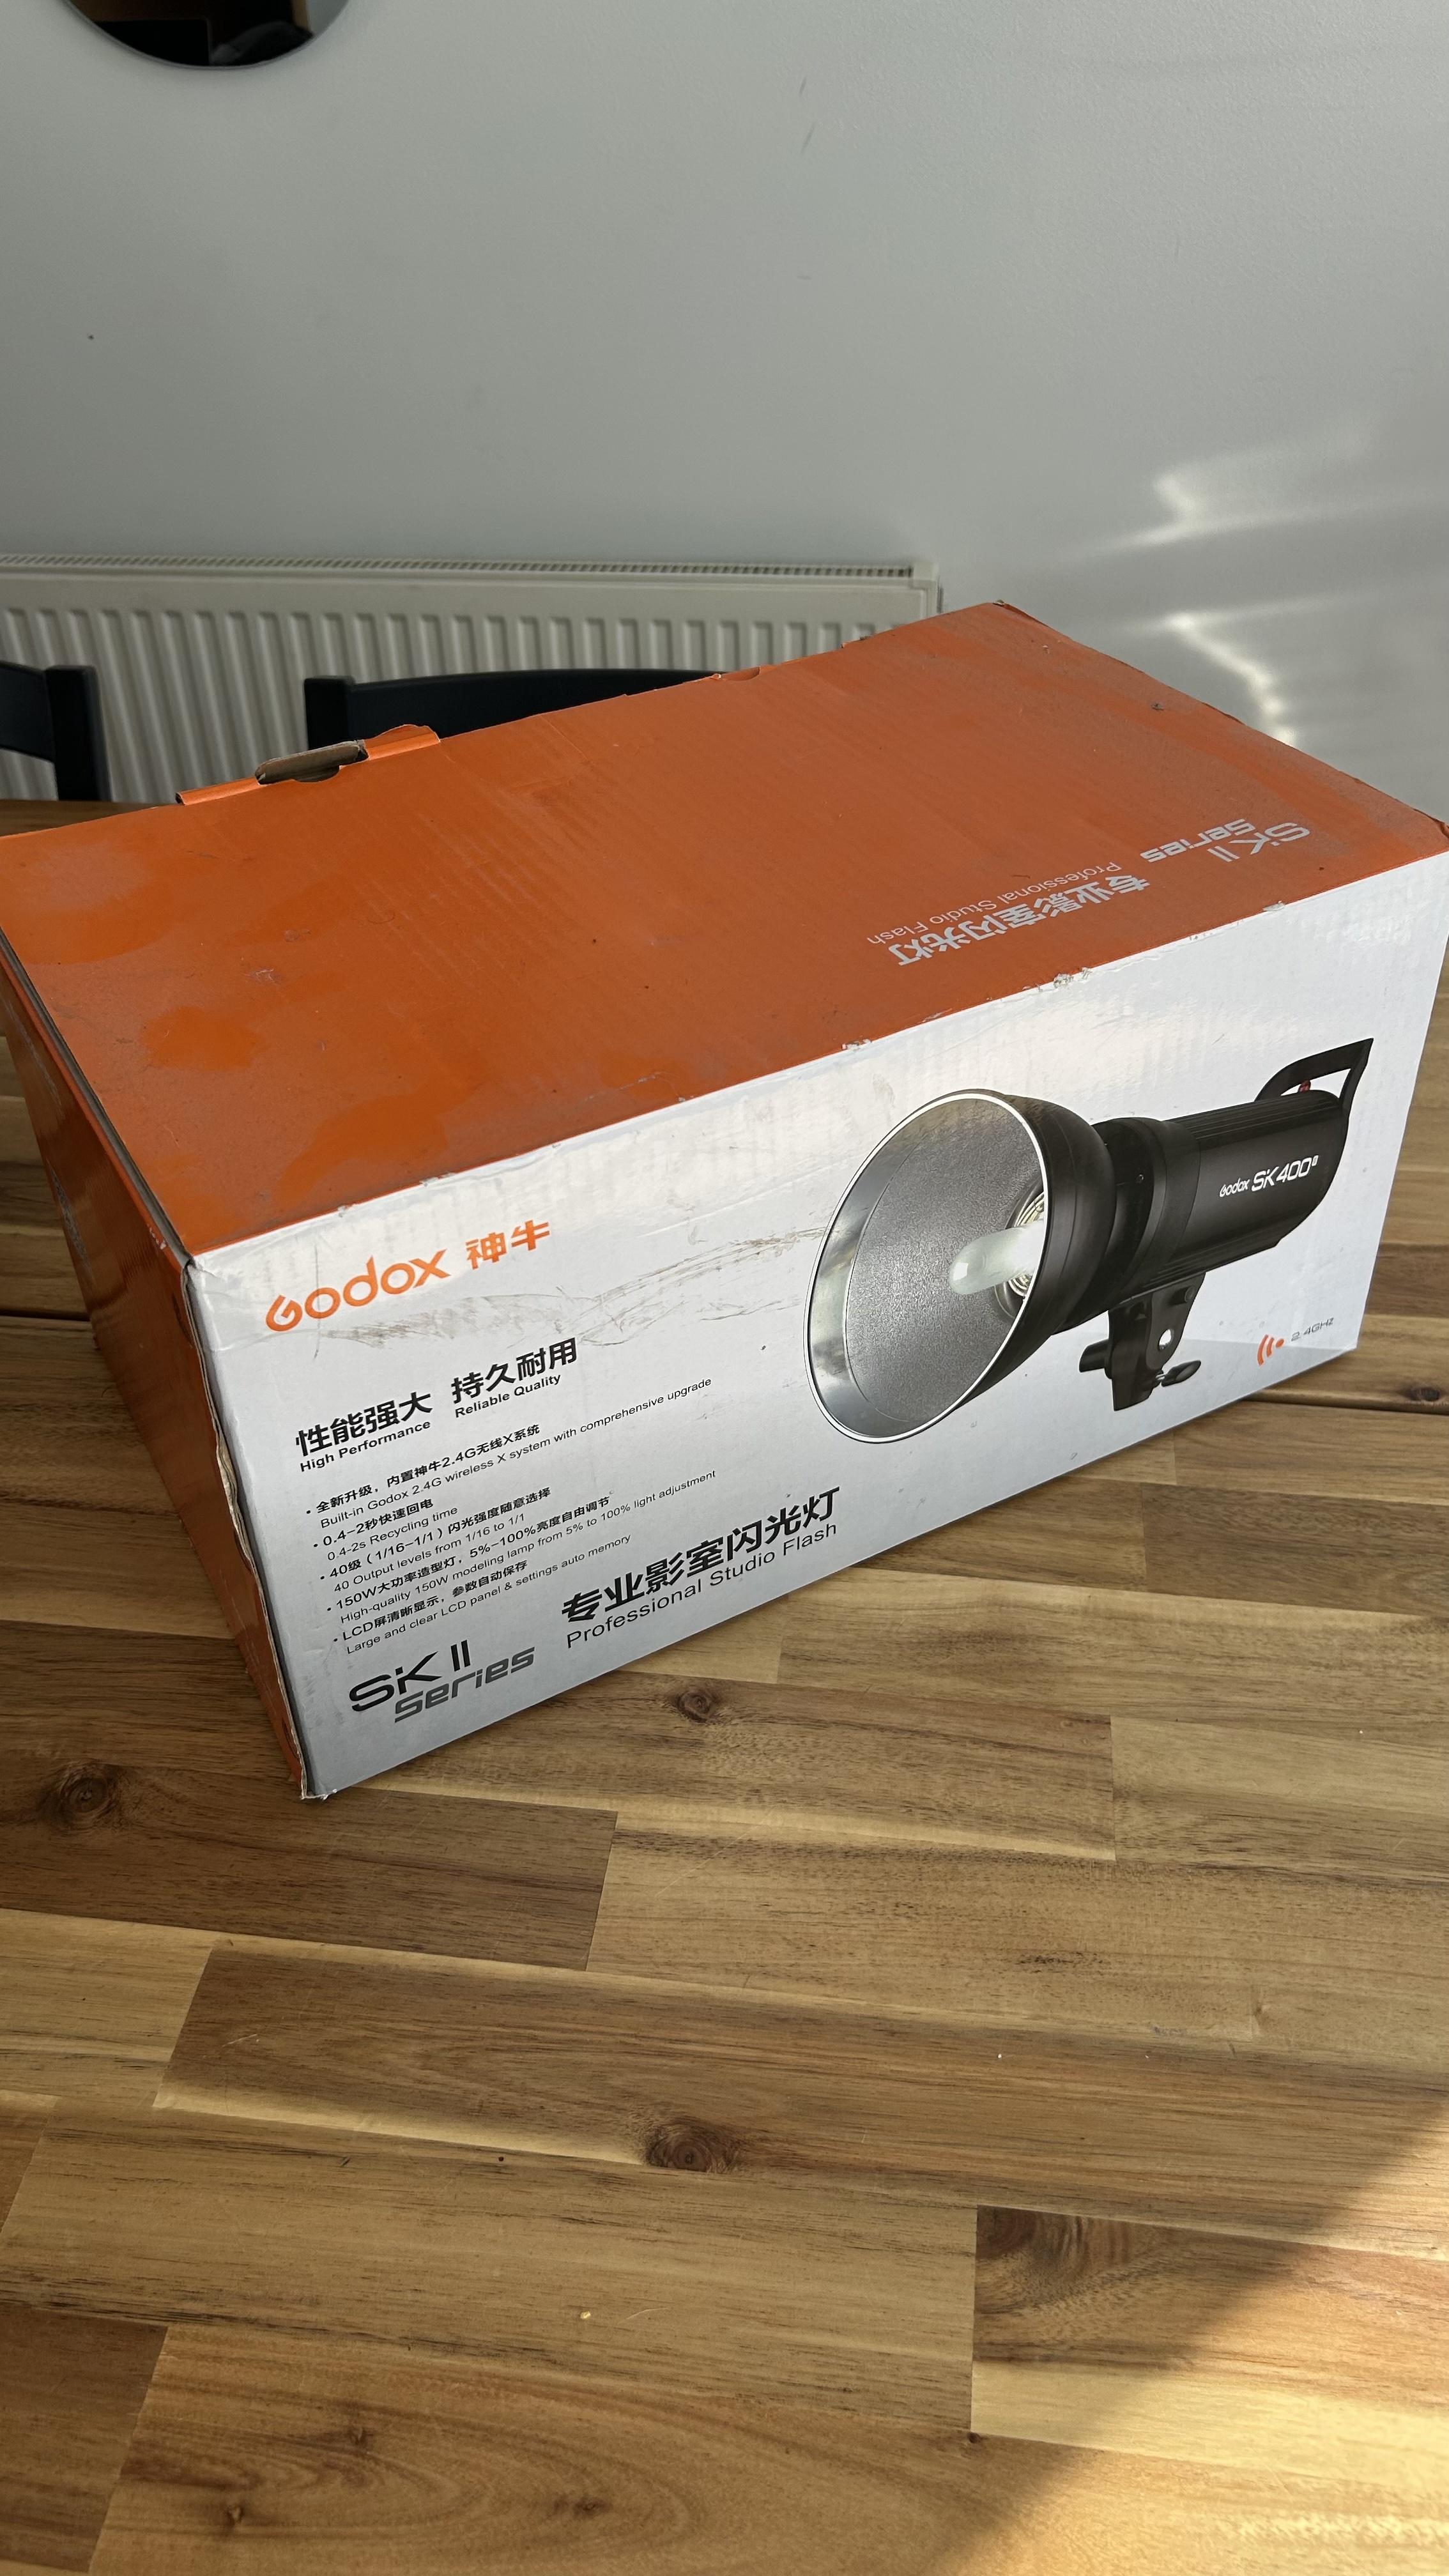 SK II
Series
专业影室闪光灯
Professional Studio Flash
Godox 神牛
Godox SK400II
2.4GHz
性能强大 持久耐用
High Performance Reliable Quality
· 全新升级，内置神牛2.4G无线X系统
Built-in Godox 2.4G wireless X system with comprehensive upgrade
· 0.4-2秒快速回电
0.4-2s Recycling time
· 40级（1/16-1/1）闪光强度随意选择
40 Output levels from 1/16 to 1/1
· 150W大功率造型灯，5%-100%亮度自由调节
High-quality 150W modeling lamp from 5% to 100% light adjustment
· LCD屏清晰显示，参数自动保存
Large and clear LCD panel & settings auto memory
SK II
Series
专业影室闪光灯
Professional Studio Flash